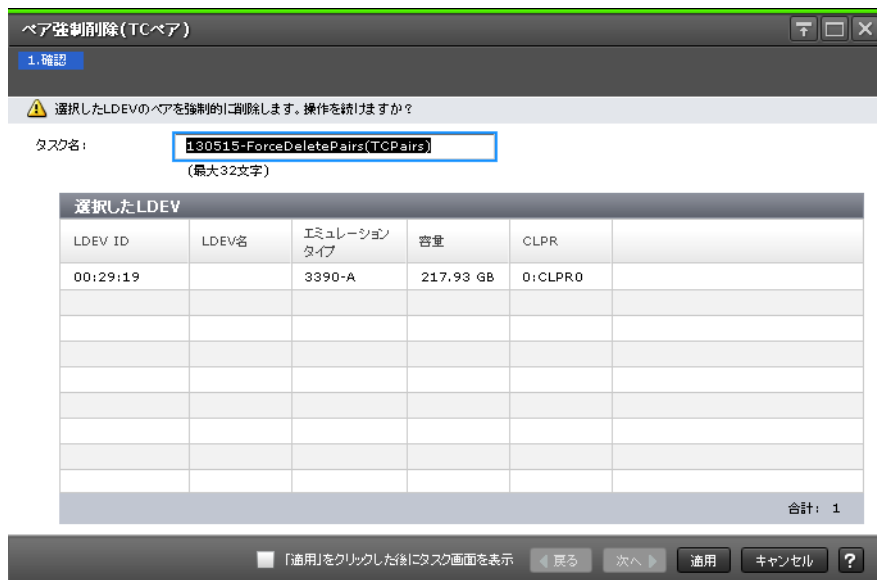 ペア強制削除(TCペア)
1.確認
選択したLDEVのペアを強制的に削除します。操作を続けますか?
タスク名: 130515-ForceDeletePairs(TCPairs)
(最大32文字)
選択したLDEV
LDEV ID LDEV名 エミュレーションタイプ 容量 CLPR
00:29:19 3390-A 217.93 GB 0:CLPR0
合計: 1
「適用」をクリックした後にタスク画面を表示 戻る 次へ 適用 キャンセル ?